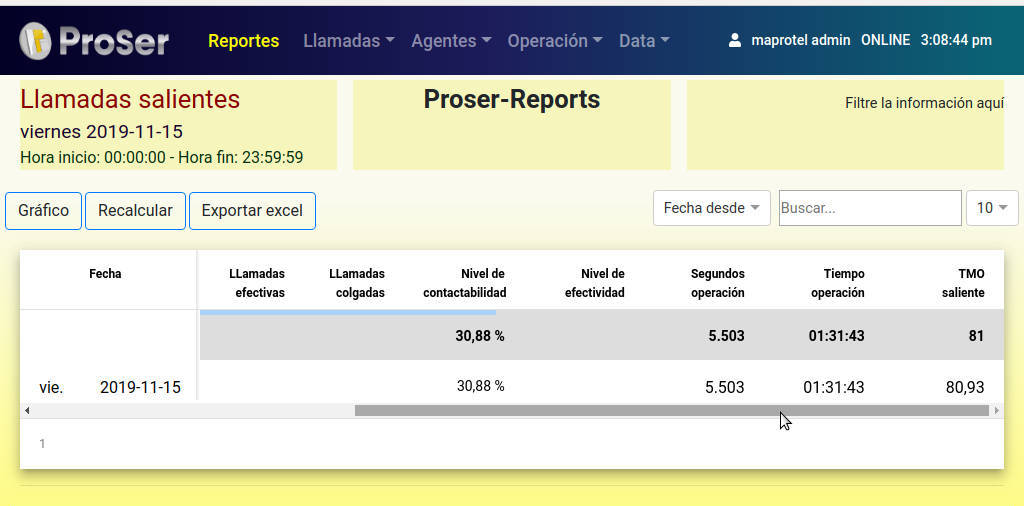 ProSer Reportes Llamadas Agentes Operación Data maprotel admin ONLINE 3:08:44 pm
Llamadas salientes
viernes 2019-11-15
Hora inicio: 00:00:00 - Hora fin: 23:59:59
Proser-Reports
Filtre la información aquí
Gráfico Recalcular Exportar excel Fecha desde Buscar... 10
Fecha LLamadas LLamadas Nivel de Nivel de Segundos Tiempo TMO
efectivas colgadas contactabilidad efectividad operación operación saliente
30,88 % 5.503 01:31:43 81
vie. 2019-11-15 30,88 % 5.503 01:31:43 80,93
1